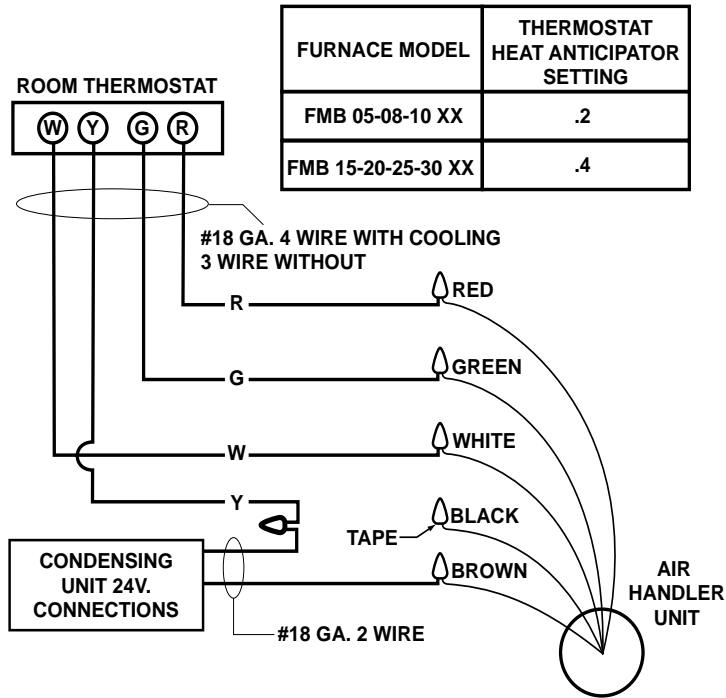 FURNACE MODEL
THERMOSTAT
HEAT ANTICIPATOR
SETTING
FMB 05-08-10 XX
.2
FMB 15-20-25-30 XX
.4
ROOM THERMOSTAT
W Y G R
#18 GA. 4 WIRE WITH COOLING
3 WIRE WITHOUT
R
RED
G
GREEN
W
WHITE
Y
BLACK
TAPE
BROWN
CONDENSING
UNIT 24V.
CONNECTIONS
#18 GA. 2 WIRE
AIR
HANDLER
UNIT